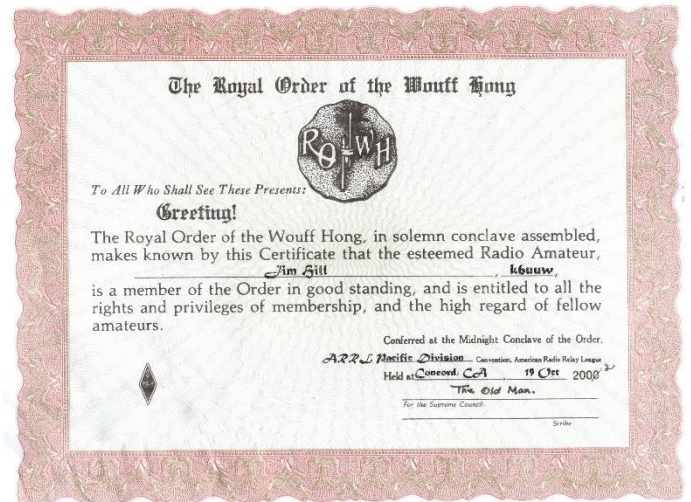 The Royal Order of the Wouff Hong
RO WH
To All Who Shall See These Presents:
Greeting!
The Royal Order of the Wouff Hong, in solemn conclave assembled,
makes known by this Certificate that the esteemed Radio Amateur,
Jim Hill, k6uuw,
is a member of the Order in good standing, and is entitled to all the
rights and privileges of membership, and the high regard of fellow
amateurs.
Conferred at the Midnight Conclave of the Order,
ARRL Pacific Division Convention, American Radio Relay League
Held at Concord, CA 19 Oct 2000 2
The Old Man.
For the Supreme Council.
Scribe